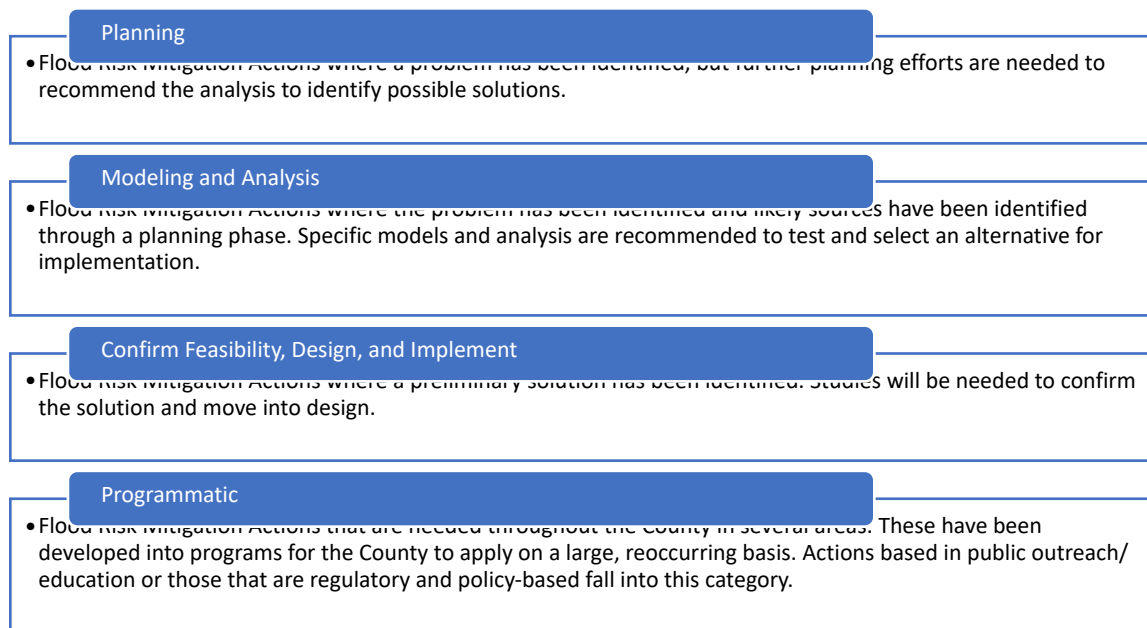 Planning
•Flood Risk Mitigation Actions where a problem has been identified, but further planning efforts are needed to
recommend the analysis to identify possible solutions.
Modeling and Analysis
•Flood Risk Mitigation Actions where the problem has been identified and likely sources have been identified
through a planning phase. Specific models and analysis are recommended to test and select an alternative for
implementation.
Confirm Feasibility, Design, and Implement
•Flood Risk Mitigation Actions where a preliminary solution has been identified. Studies will be needed to confirm
the solution and move into design.
Programmatic
•Flood Risk Mitigation Actions that are needed throughout the County in several areas. These have been
developed into programs for the County to apply on a large, reoccurring basis. Actions based in public outreach/
education or those that are regulatory and policy-based fall into this category.